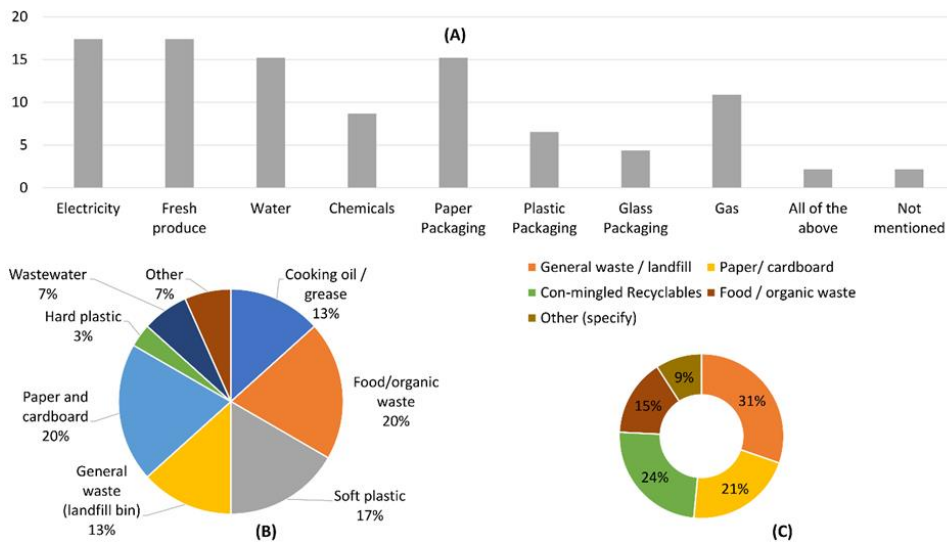 20
(A)
15
10
5
0
Electricity
Fresh
produce
Water
Chemicals
Paper
Packaging
Plastic
Packaging
Glass
Packaging
Gas
All of the
above
Not
mentioned
Wastewater
7%
Other
7%
Cooking oil /
grease
13%
Hard plastic
3%
Food/organic
waste
20%
Paper and
cardboard
20%
General
waste
(landfill bin)
13%
Soft plastic
17%
(B)
General waste / landfill
Paper/ cardboard
Con-mingled Recyclables
Food / organic waste
Other (specify)
9%
31%
15%
24%
21%
(C)